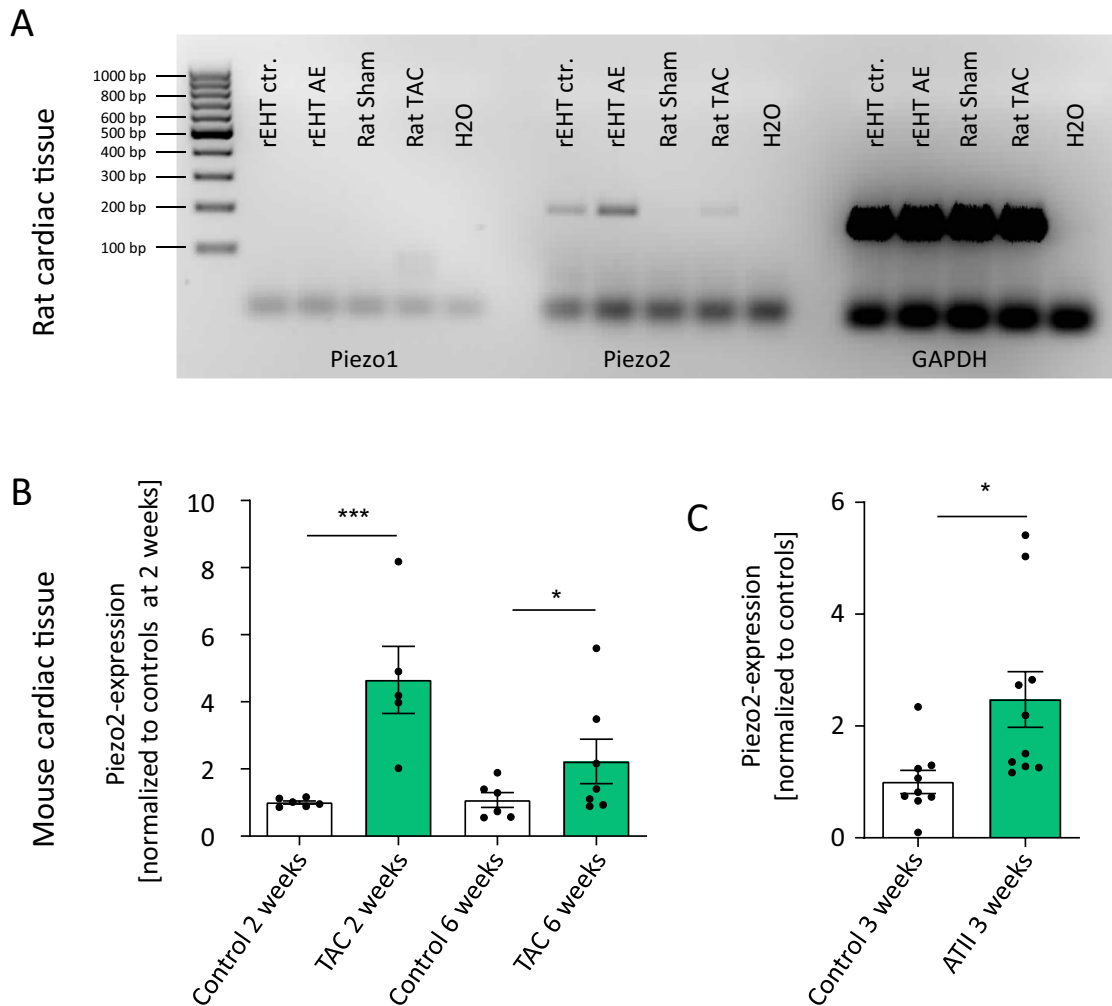 A
Rat cardiac tissue
1000 bp
800 bp
600 bp
500 bp
400 bp
300 bp
200 bp
100 bp
rEHT ctr.
rEHT AE
Rat Sham
Rat TAC
H2O
rEHT ctr.
rEHT AE
Rat Sham
Rat TAC
H2O
rEHT ctr.
rEHT AE
Rat Sham
Rat TAC
H2O
Piezo1
Piezo2
GAPDH
Mouse cardiac tissue
B
Piezo2-expression
[normalized to controls at 2 weeks]
10
8
6
4
2
0
***
*
Control 2 weeks
TAC 2 weeks
Control 6 weeks
TAC 6 weeks
C
Piezo2-expression
[normalized to controls]
6
4
2
0
*
Control 3 weeks
ATII 3 weeks